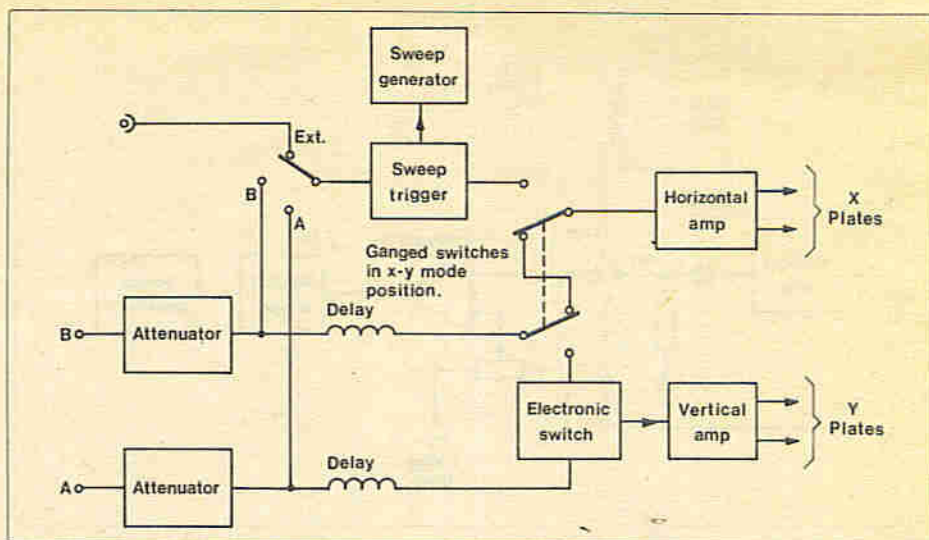 Sweep
generator
Ext.
Sweep
trigger
B
A
Horizontal
amp
X
Plates
Ganged switches
in x-y mode
position.
Delay
B
Attenuator
Electronic
switch
Vertical
amp
Y
Plates
Delay
A
Attenuator